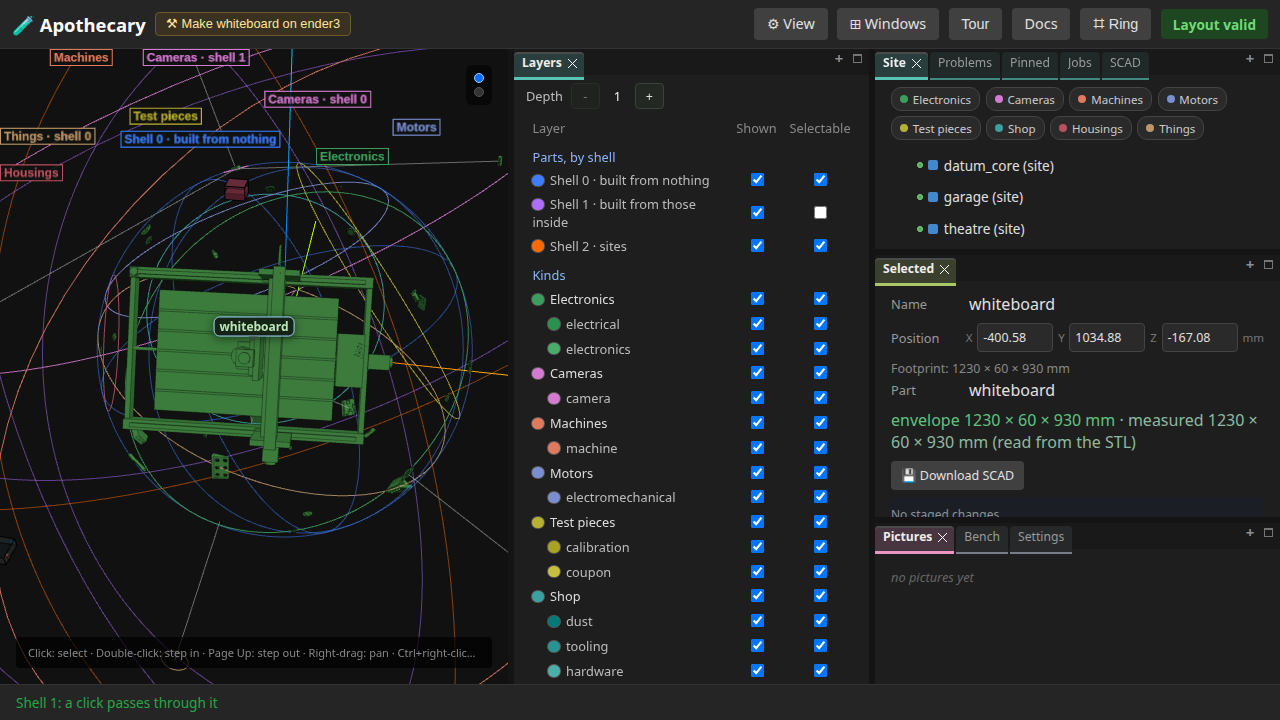 🧪 Apothecary
⚒ Make whiteboard on ender3
⚙ View
⊞ Windows
Tour
Docs
⌗ Ring
Layout valid
Machines
Cameras · shell 1
Cameras · shell 0
Test pieces
Motors
Things · shell 0
Shell 0 · built from nothing
Electronics
Housings
whiteboard
Click: select · Double-click: step in · Page Up: step out · Right-drag: pan · Ctrl+right-clic...
Layers
Depth - 1 +
Layer Shown Selectable
Parts, by shell
Shell 0 · built from nothing
Shell 1 · built from those
inside
Shell 2 · sites
Kinds
Electronics
electrical
electronics
Cameras
camera
Machines
machine
Motors
electromechanical
Test pieces
calibration
coupon
Shop
dust
tooling
hardware
Site Problems Pinned Jobs SCAD
Electronics Cameras Machines Motors
Test pieces Shop Housings Things
datum_core (site)
garage (site)
theatre (site)
Selected
Name whiteboard
Position X -400.58 Y 1034.88 Z -167.08 mm
Footprint: 1230 × 60 × 930 mm
Part whiteboard
envelope 1230 × 60 × 930 mm · measured 1230 ×
60 × 930 mm (read from the STL)
💾 Download SCAD
No staged changes
Pictures Bench Settings
no pictures yet
Shell 1: a click passes through it